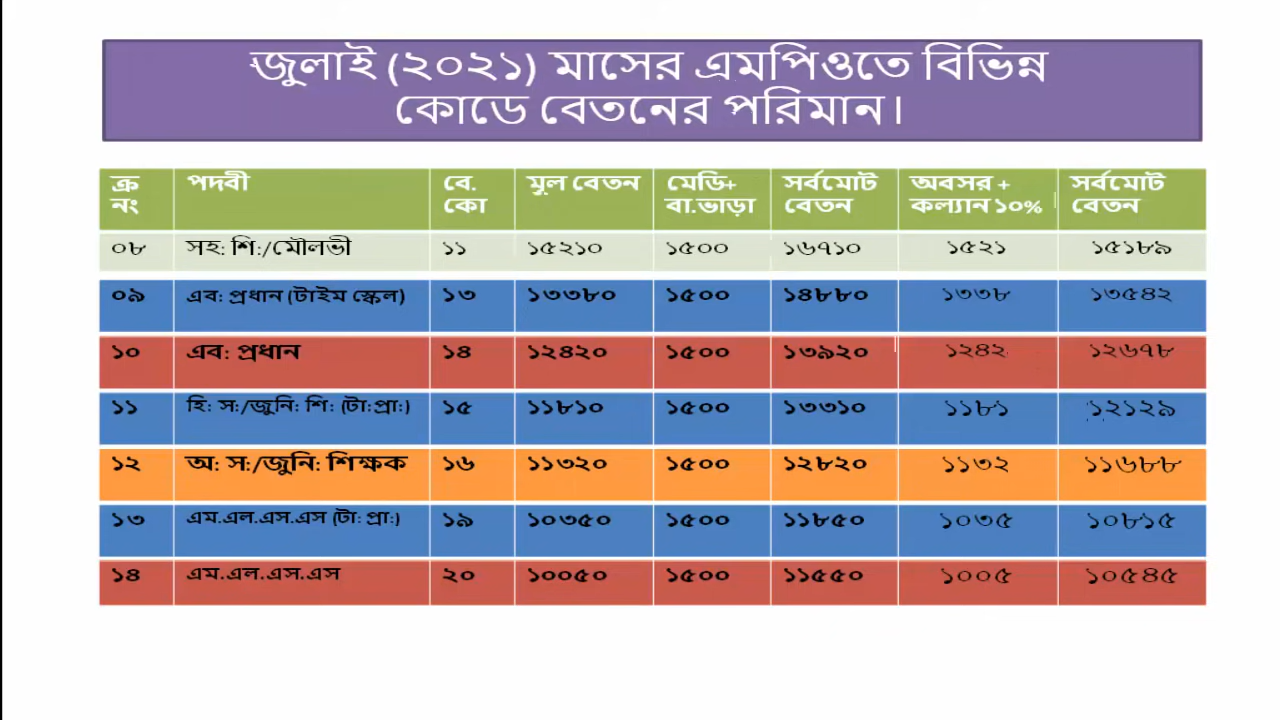 জুলাই (২০২১) মাসের এমপিওতে বিভিন্ন
কোডে বেতনের পরিমান।
ক্র নং পদবী বে. কো মুল বেতন মেডি+ বা.ভাড়া সর্বমোট বেতন অবসর + কল্যান ১০% সর্বমোট বেতন
০৮ সহ: শি:/মৌলভী ১১ ১৫২১০ ১৫০০ ১৬৭১০ ১৫২১ ১৫১৮৯
০৯ এব: প্রধান (টাইম স্কেল) ১৩ ১৩৩৮০ ১৫০০ ১৪৮৮০ ১৩৩৮ ১৩৫৪২
১০ এব: প্রধান ১৪ ১২৪২০ ১৫০০ ১৩৯২০ ১২৪২ ১২৬৭৮
১১ হি: স:/জুনি: শি: (টা:প্রা:) ১৫ ১১৮১০ ১৫০০ ১৩৩১০ ১১৮১ ১২১২৯
১২ অ: স:/জুনি: শিক্ষক ১৬ ১১৩২০ ১৫০০ ১২৮২০ ১১৩২ ১১৬৮৮
১৩ এম.এল.এস.এস (টা: প্রা:) ১৯ ১০৩৫০ ১৫০০ ১১৮৫০ ১০৩৫ ১০৮১৫
১৪ এম.এল.এস.এস ২০ ১০০৫০ ১৫০০ ১১৫৫০ ১০০৫ ১০৫৪৫